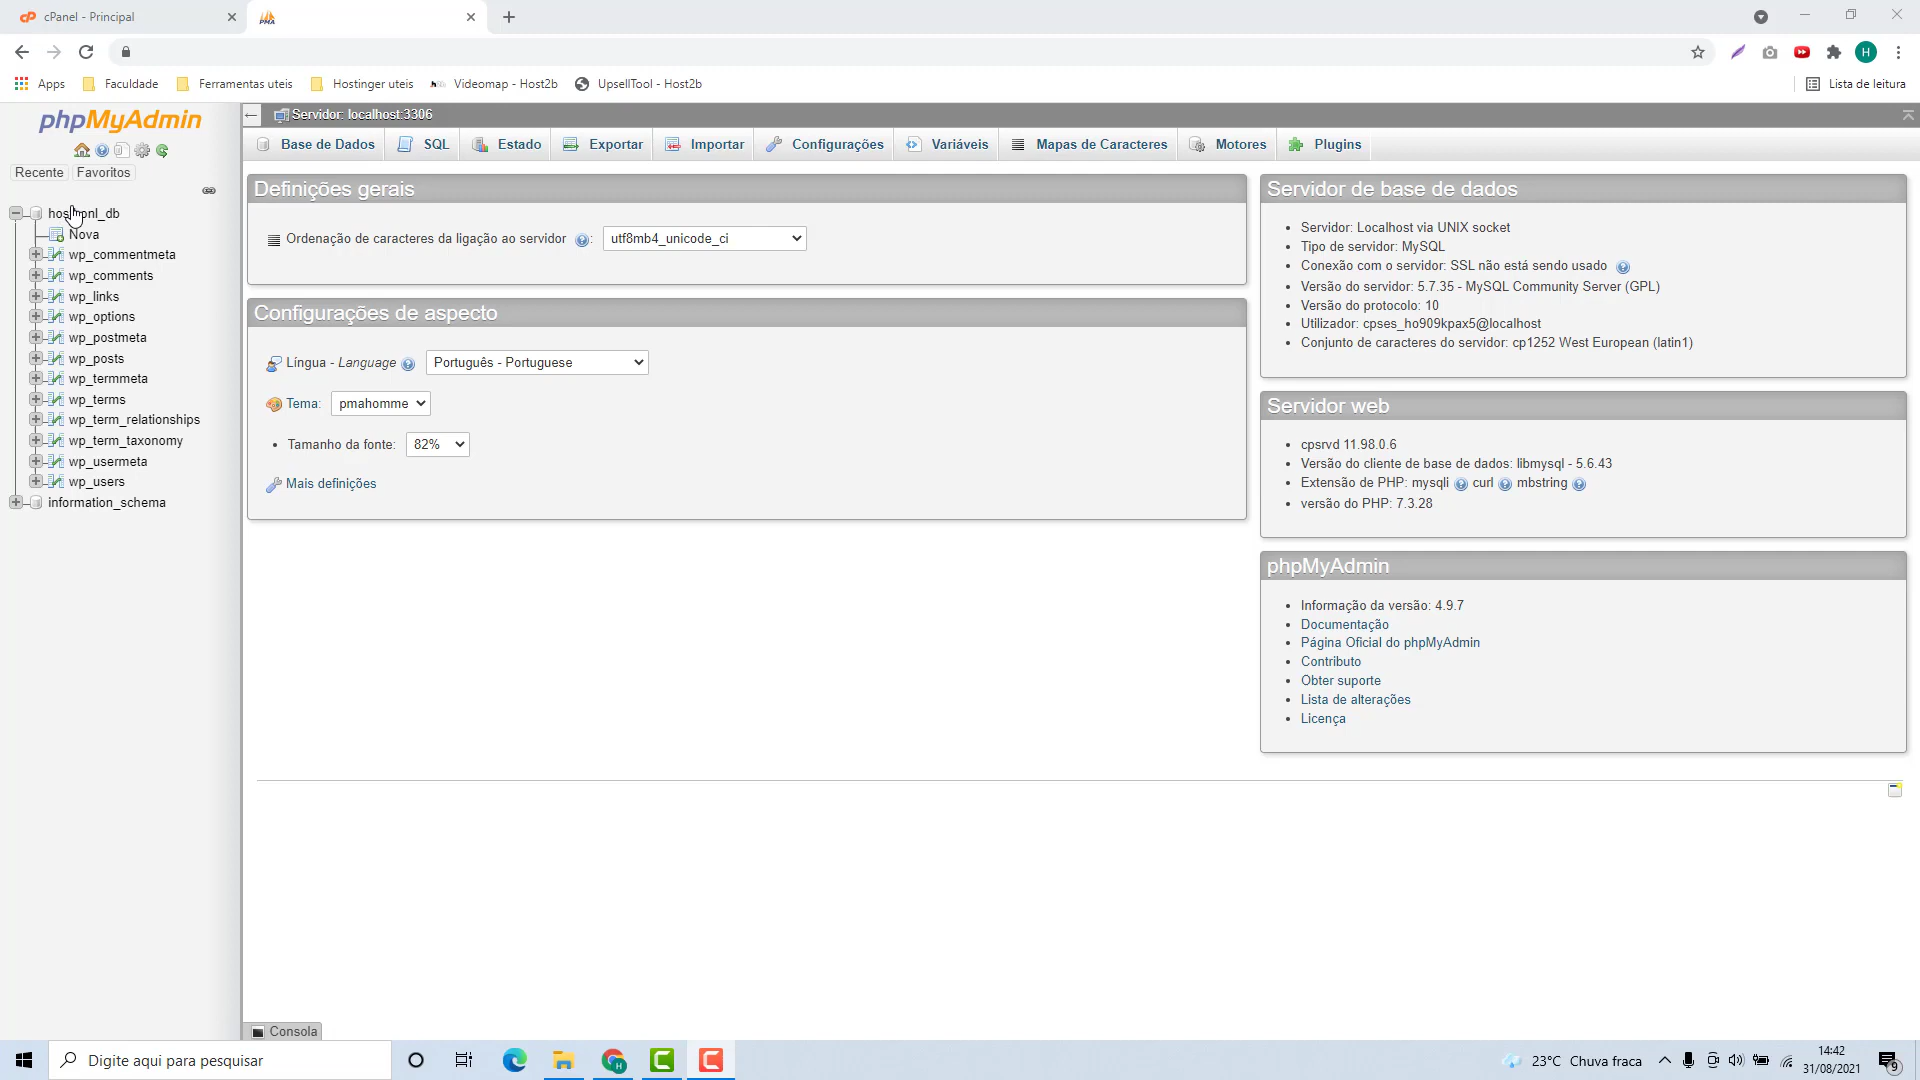 cPanel - Principal
PMA
Apps
Faculdade
Ferramentas uteis
Hostinger uteis
Videomap - Host2b
UpsellTool - Host2b
H
Lista de leitura
phpMyAdmin
Recente
Favoritos
Nova
wp_commentmeta
wp_comments
wp_links
wp_options
wp_postmeta
wp_posts
wp_termmeta
wp_terms
wp_term_relationships
wp_term_taxonomy
wp_usermeta
wp_users
information_schema
Servidor: localhost:3306
Base de Dados
SQL
Estado
Exportar
Importar
Configurações
Variáveis
Mapas de Caracteres
Motores
Plugins
Definições gerais
Ordenação de caracteres da ligação ao servidor : utf8mb4_unicode_ci
Configurações de aspecto
Língua - Language Português - Portuguese
Tema: pmahomme
• Tamanho da fonte: 82%
Mais definições
Servidor de base de dados
• Servidor: Localhost via UNIX socket
• Tipo de servidor: MySQL
• Conexão com o servidor: SSL não está sendo usado
• Versão do servidor: 5.7.35 - MySQL Community Server (GPL)
• Versão do protocolo: 10
• Utilizador: cpses_ho909kpax5@localhost
• Conjunto de caracteres do servidor: cp1252 West European (latin1)
Servidor web
• cpsrvd 11.98.0.6
• Versão do cliente de base de dados: libmysql - 5.6.43
• Extensão de PHP: mysqli curl mbstring
• versão do PHP: 7.3.28
phpMyAdmin
• Informação da versão: 4.9.7
• Documentação
• Página Oficial do phpMyAdmin
• Contributo
• Obter suporte
• Lista de alterações
• Licença
Consola
Digite aqui para pesquisar
23°C Chuva fraca
14:42
31/08/2021
9